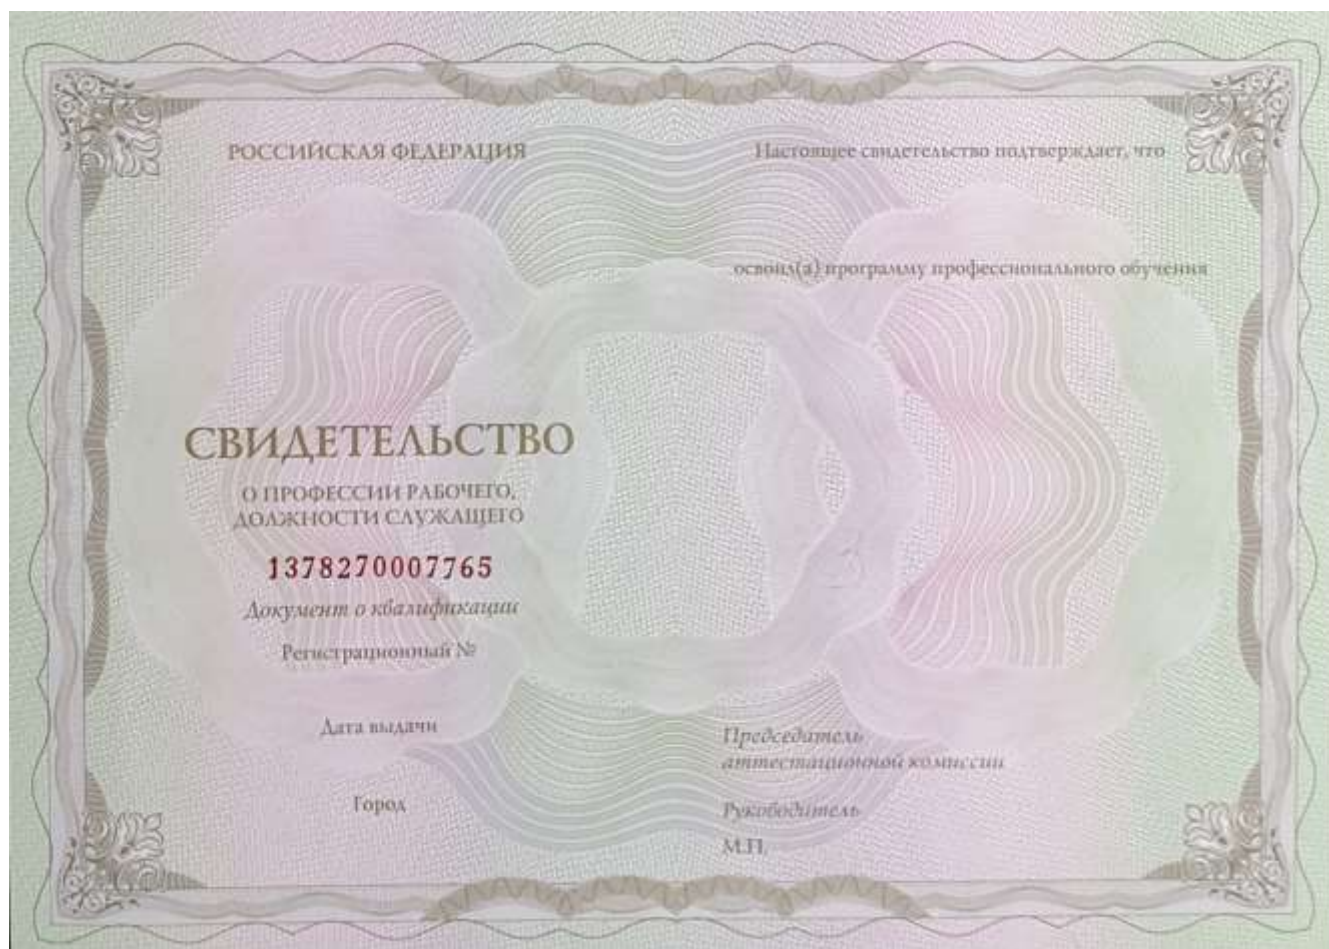 РОССИЙСКАЯ ФЕДЕРАЦИЯ
СВИДЕТЕЛЬСТВО
О ПРОФЕССИИ РАБОЧЕГО,
ДОЛЖНОСТИ СЛУЖАЩЕГО
1378270007765
Документ о квалификации
Регистрационный №
Дата выдачи
Город
Настоящее свидетельство подтверждает, что
освоил(а) программу профессионального обучения
Председатель
аттестационной комиссии
Руководитель
М.П.